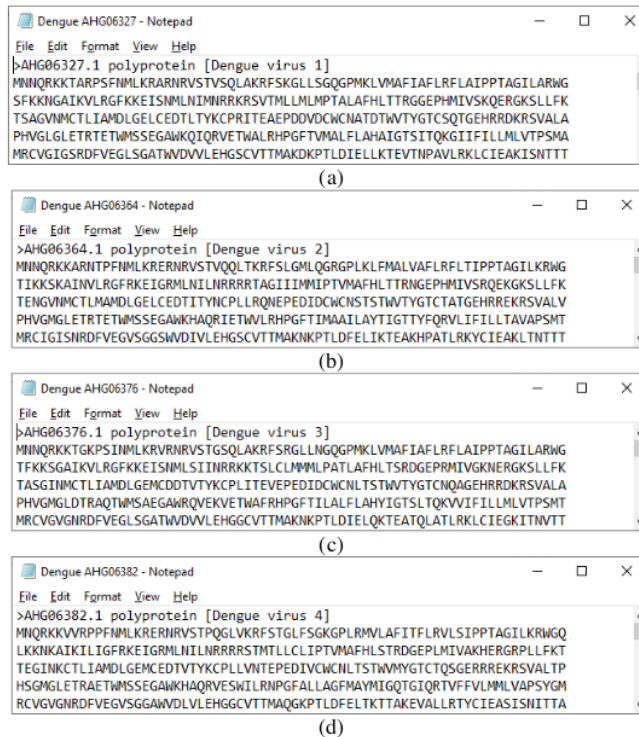 Dengue AHG06327 - Notepad
File Edit Format View Help
>AHG06327.1 polyprotein [Dengue virus 1]
MNNQRKKTARPSFNMLKRARNRVSTVSQLAKRFSKGLLSGQGPMKLVMAFIAFLRFLAIPPTAGILARWG
SFKKNGAIKVLRGFKKEISNMLNIMNRRKRSVTMLLMLMPTALAFHLTTRGGEPHMIVSKQERGKSLLFK
TSAGVNMCTLIAMDLGELCEDTLTYKCPRITEAEPDDVDCWCNATDTWVTYGTCSQTGEHRRDKRSVALA
PHVGLGLETRTETWMSSEGAWKQIQRVETWALRHPGFTVMALFLAHAIGTSITQKGIIFILLMLVTPSMA
MRCVGIGSRDFVEGLSGATWVDVVLEHGSCVTTMAKDKPTLDIELLKTEVTNPAVLRKLCIEAKISNTTT
(a)
Dengue AHG06364 - Notepad
File Edit Format View Help
>AHG06364.1 polyprotein [Dengue virus 2]
MNNQRKKARNTPFNMLKRERNRVSTVQQLTKRFSLGMLQGRGPLKLFMALVAFLRFLTIPPTAGILKRWG
TIKKSKAINVLRGFRKEIGRMLNILNRRRRTAGIIIMMIPTVMAFHLTTRNGEPHMIVSRQEKGKSLLFK
TENGVNMCTLMAMDLGELCEDTITYNCPLLRQNEPEDIDCWCNSTSTWVTYGTCTATGEHRREKRSVALV
PHVGMGLETRTETWMSSEGAWKHAQRIETWVLRHPGFTIMAAILAYTIGTTYFQRVLIFILLTAVAPSMT
MRCIGISNRDFVEGVSGGSWVDIVLEHGSCVTTMAKNKPTLDFELIKTEAKHPATLRKYCIEAKLTNTTT
(b)
Dengue AHG06376 - Notepad
File Edit Format View Help
>AHG06376.1 polyprotein [Dengue virus 3]
MNNQRKKTGKPSINMLKRVRNRVSTGSQLAKRFSRGLLNGQGPMKLVMAFIAFLRFLAIPPTAGILARWG
TFKKSGAIKVLRGFKKEISNMLSIINRRKKTSLCLMMMLPATLAFHLTSRDGEPRMIVGKNERGKSLLFK
TASGINMCTLIAMDLGEMCDDTVTYKCPLITEVEPEDIDCWCNLTSTWVTYGTCNQAGEHRRDKRSVALA
PHVGMGLDTRAQTWMSAEGAWRQVEKVETWAFRHPGFTILALFLAHYIGTSLTQKVVIFILLMLVTPSMT
MRCVGVGNRDFVEGLSGATWVDVVLEHGGCVTTMAKNKPTLDIELQKTEATQLATLRKLCIEGKITNVTT
(c)
Dengue AHG06382 - Notepad
File Edit Format View Help
>AHG06382.1 polyprotein [Dengue virus 4]
MNQRKKVVRPPFNMLKRERNRVSTPQGLVKRFSTGLFSGKGPLRMVLAFITFLRVLSIPPTAGILKRWGQ
LKKNKAIKILIGFRKEIGRMLNILNRRRRSTMTLLCLIPTVMAFHLSTRDGEPLMIVAKHERGRPLLFKT
TEGINKCTLIAMDLGEMCEDTVTYKCPLLVNTEPEDIVCWCNLTSTWVMYGTCTQSGERRREKRSVALTP
HSGMGLETRAETWMSSEGAWKHAQRVESWILRNPGFALLAGFMAYMIGQTGIQRTVFFVLMMLVAPSYGM
RCVGVGNRDFVEGVSGGAWVDLVLEHGGCVTTMAQGKPTLDFELTKTTAKEVALLRTYCIEASISNITTA
(d)